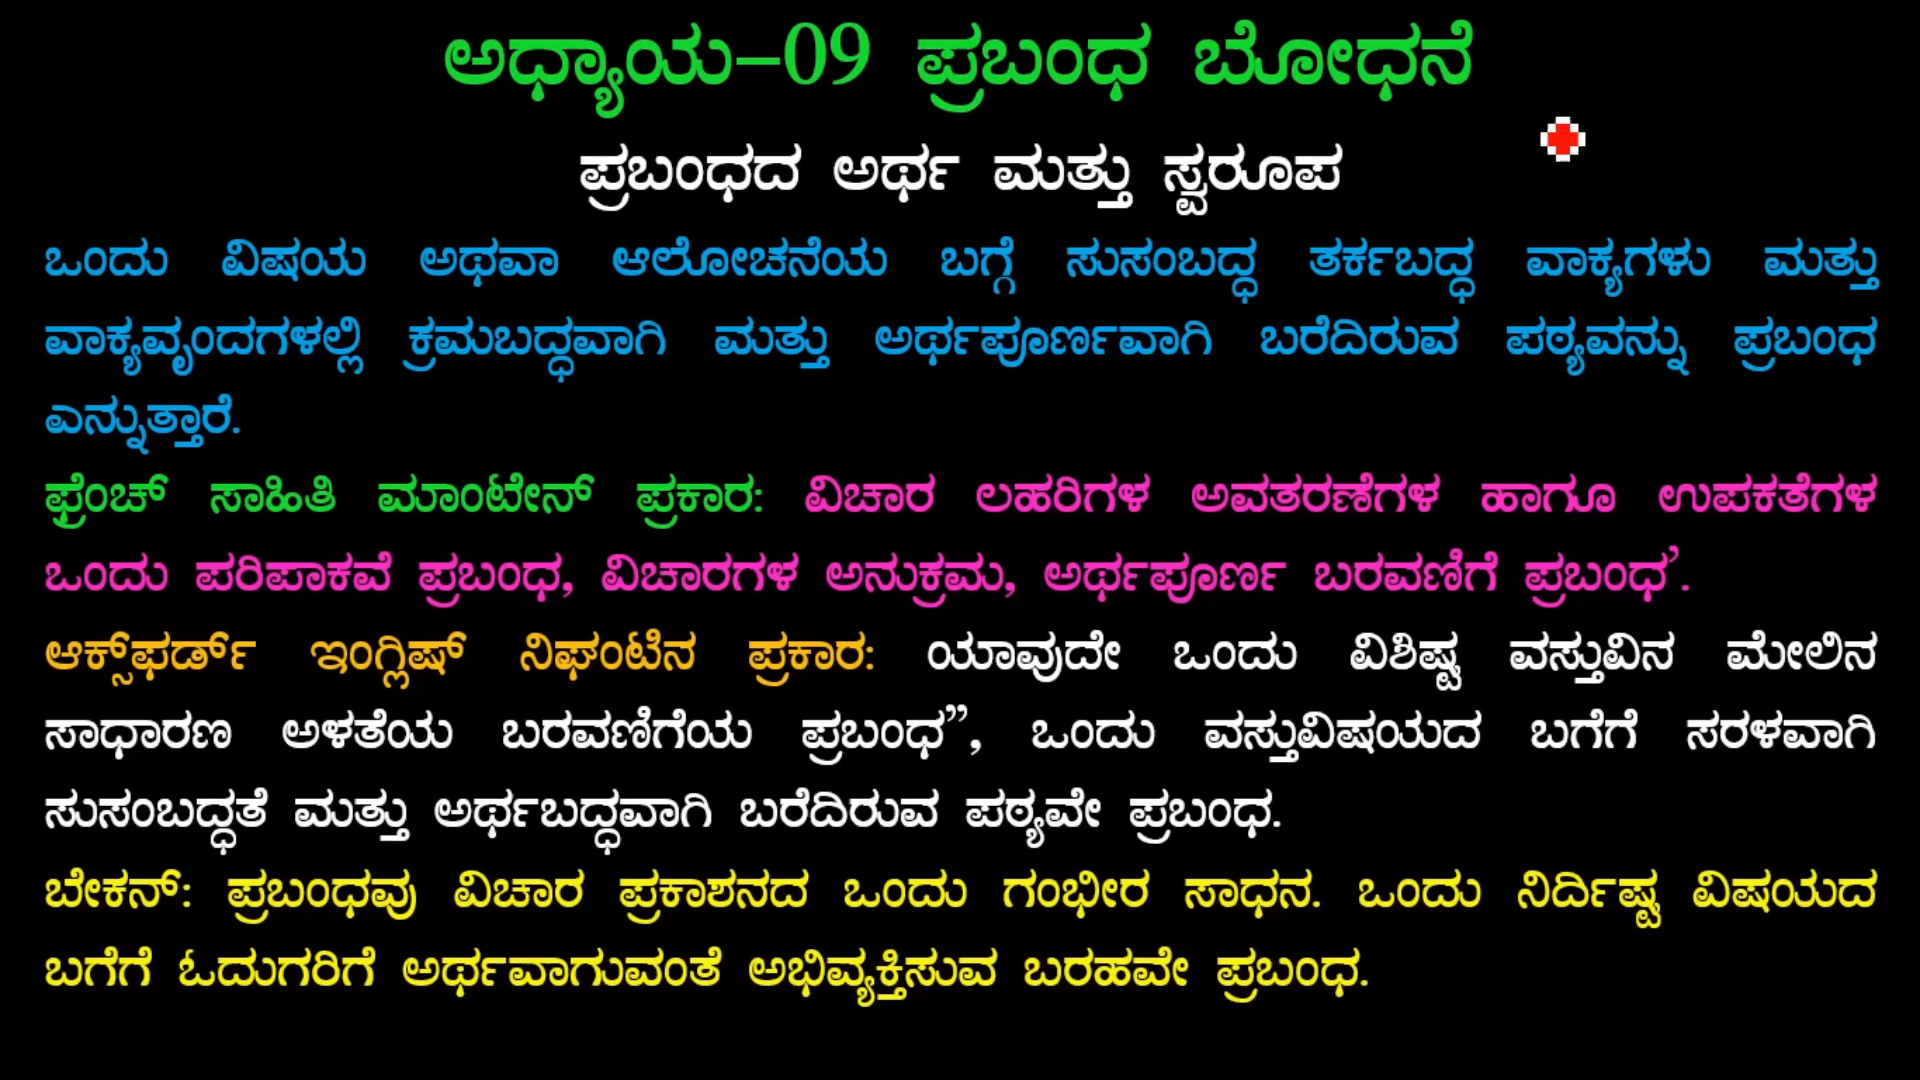 ಅಧ್ಯಾಯ–09 ಪ್ರಬಂಧ ಬೋಧನೆ
ಪ್ರಬಂಧದ ಅರ್ಥ ಮತ್ತು ಸ್ವರೂಪ
ಒಂದು ವಿಷಯ ಅಥವಾ ಆಲೋಚನೆಯ ಬಗ್ಗೆ ಸುಸಂಬದ್ಧ ತರ್ಕಬದ್ಧ ವಾಕ್ಯಗಳು ಮತ್ತು
ವಾಕ್ಯವೃಂದಗಳಲ್ಲಿ ಕ್ರಮಬದ್ಧವಾಗಿ ಮತ್ತು ಅರ್ಥಪೂರ್ಣವಾಗಿ ಬರೆದಿರುವ ಪಠ್ಯವನ್ನು ಪ್ರಬಂಧ
ಎನ್ನುತ್ತಾರೆ.
ಫ್ರೆಂಚ್ ಸಾಹಿತಿ ಮಾಂಟೇನ್ ಪ್ರಕಾರ: ವಿಚಾರ ಲಹರಿಗಳ ಅವತರಣೆಗಳ ಹಾಗೂ ಉಪಕತೆಗಳ
ಒಂದು ಪರಿಪಾಕವೆ ಪ್ರಬಂಧ, ವಿಚಾರಗಳ ಅನುಕ್ರಮ, ಅರ್ಥಪೂರ್ಣ ಬರವಣಿಗೆ ಪ್ರಬಂಧ’.
ಆಕ್ಸ್‌ಫರ್ಡ್ ಇಂಗ್ಲಿಷ್ ನಿಘಂಟಿನ ಪ್ರಕಾರ: ಯಾವುದೇ ಒಂದು ವಿಶಿಷ್ಟ ವಸ್ತುವಿನ ಮೇಲಿನ
ಸಾಧಾರಣ ಅಳತೆಯ ಬರವಣಿಗೆಯ ಪ್ರಬಂಧ”, ಒಂದು ವಸ್ತುವಿಷಯದ ಬಗೆಗೆ ಸರಳವಾಗಿ
ಸುಸಂಬದ್ಧತೆ ಮತ್ತು ಅರ್ಥಬದ್ಧವಾಗಿ ಬರೆದಿರುವ ಪಠ್ಯವೇ ಪ್ರಬಂಧ.
ಬೇಕನ್: ಪ್ರಬಂಧವು ವಿಚಾರ ಪ್ರಕಾಶನದ ಒಂದು ಗಂಭೀರ ಸಾಧನ. ಒಂದು ನಿರ್ದಿಷ್ಟ ವಿಷಯದ
ಬಗೆಗೆ ಓದುಗರಿಗೆ ಅರ್ಥವಾಗುವಂತೆ ಅಭಿವ್ಯಕ್ತಿಸುವ ಬರಹವೇ ಪ್ರಬಂಧ.